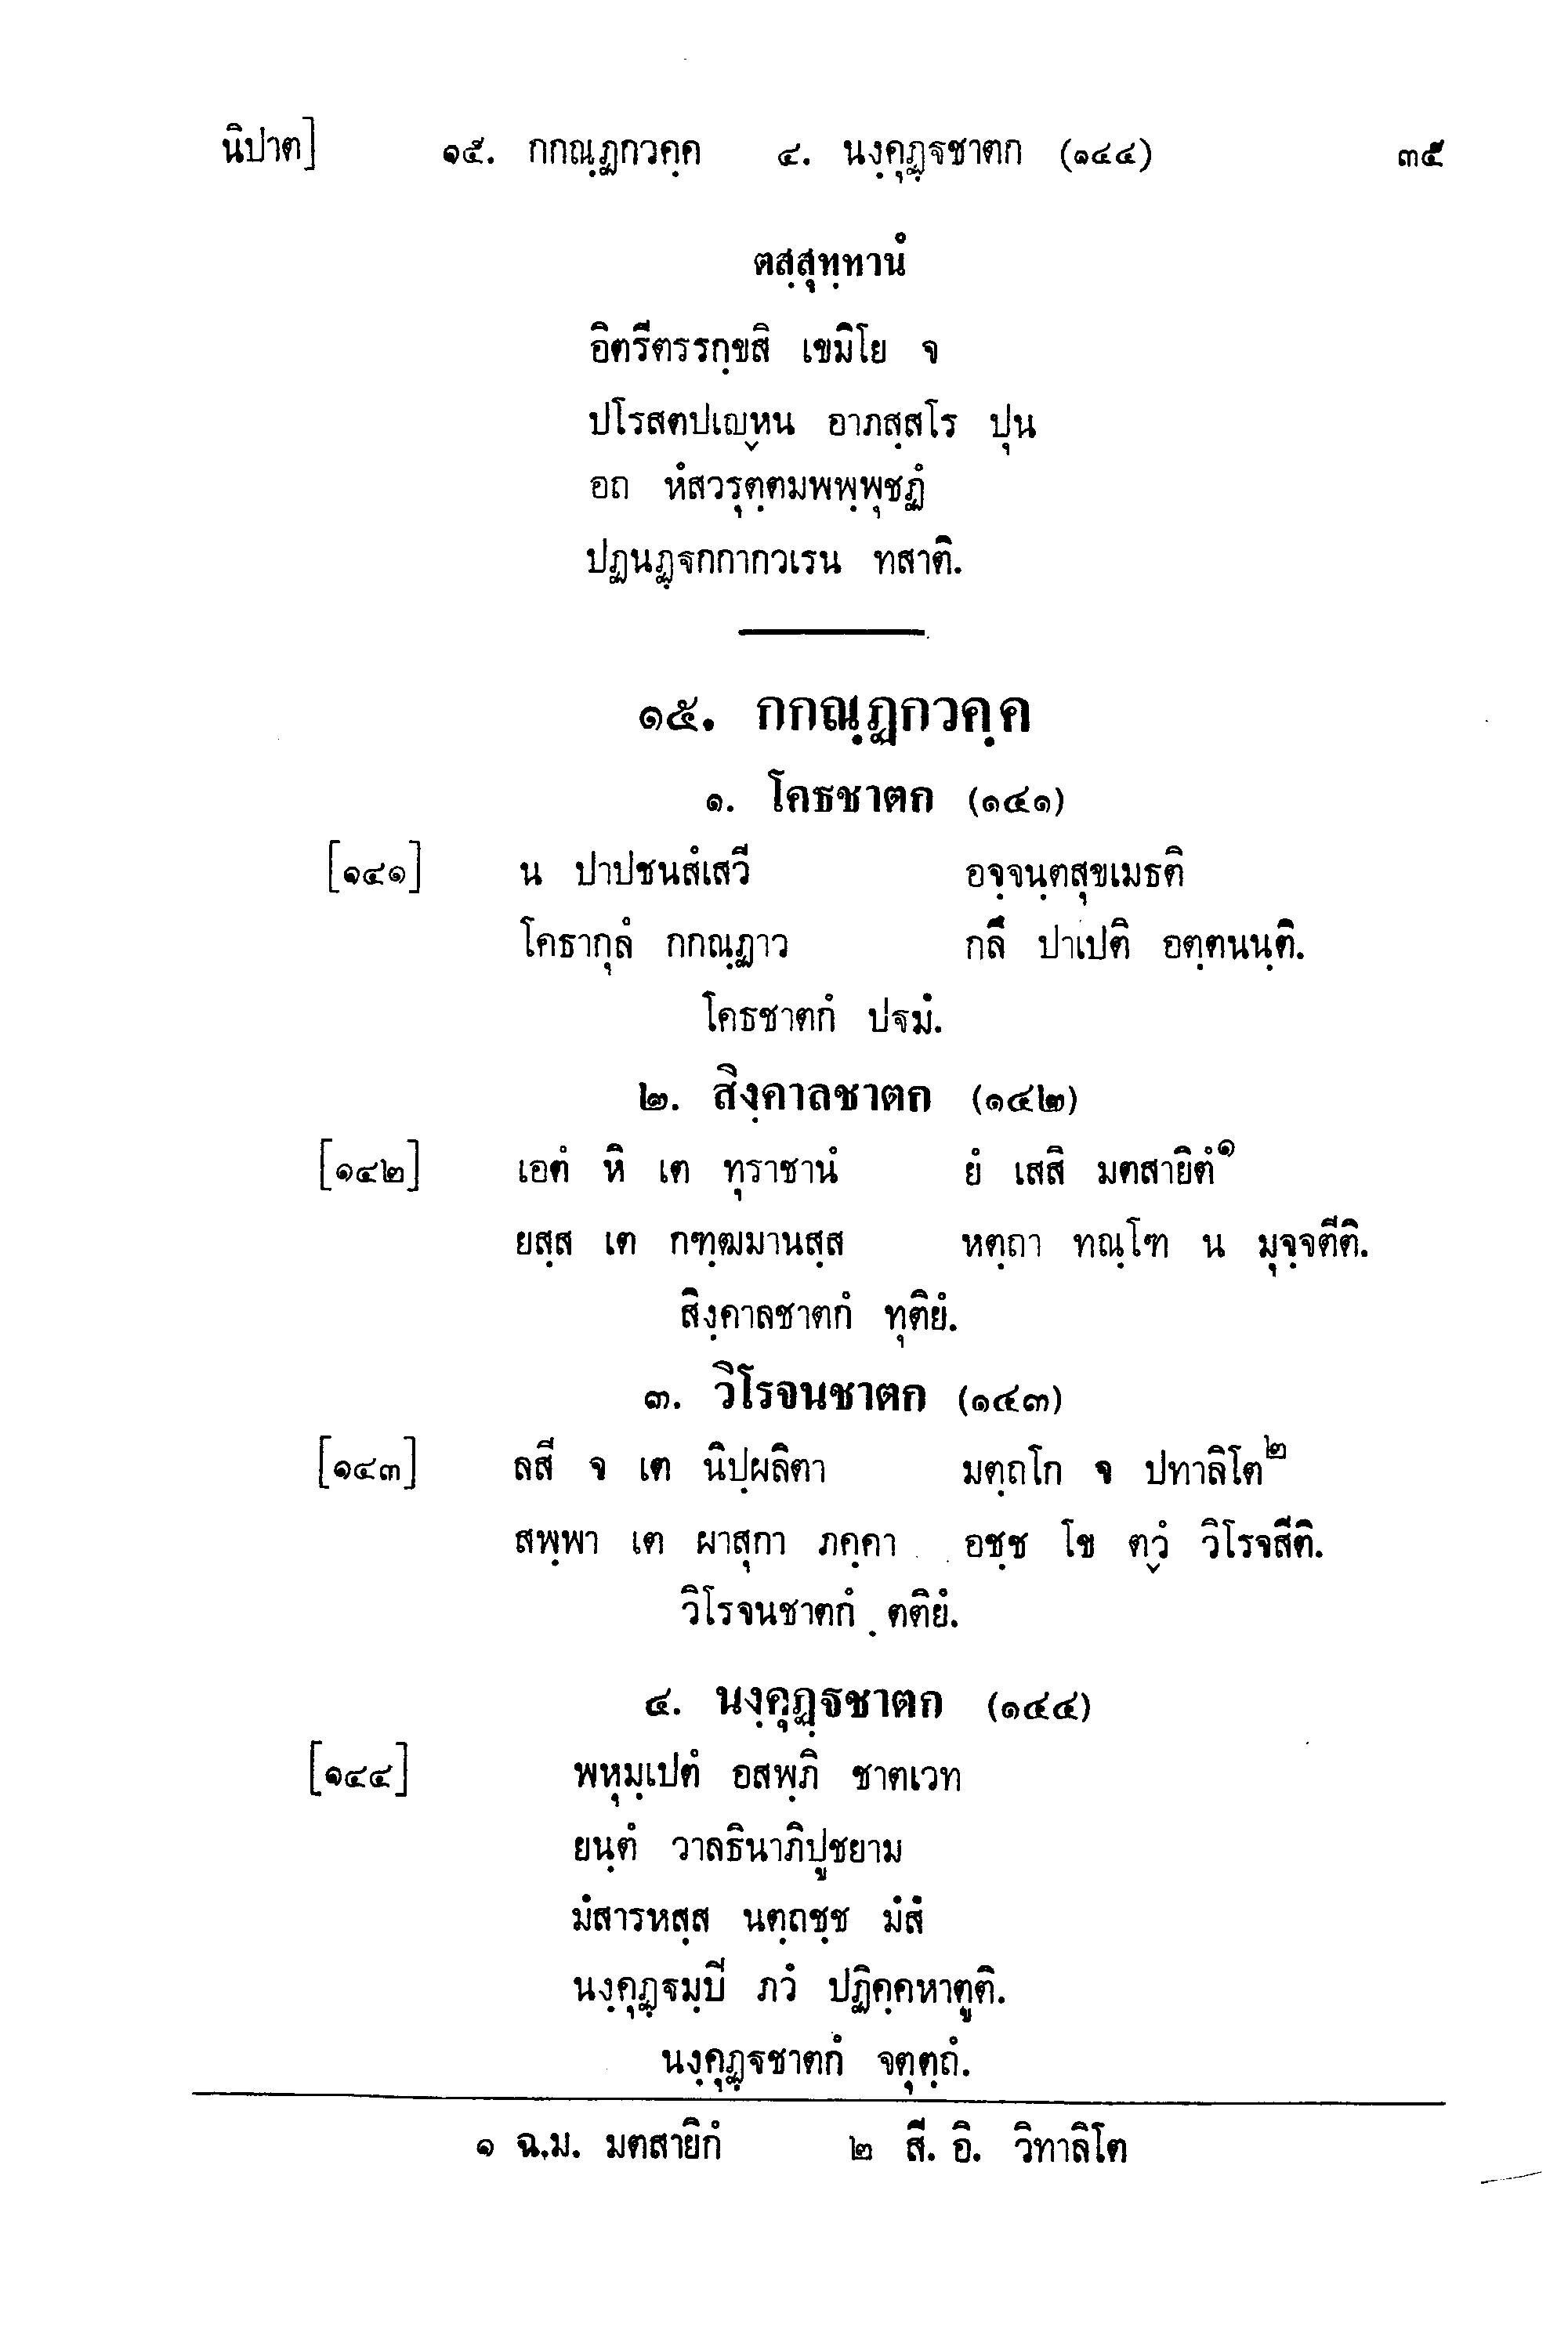 นิปาต] ๑๕. กกณฺฏกวคฺค ๔. นงฺคุฏฺฐชาตก (๑๔๔) ๓๕
ตสฺสุทฺทานํ
อิตรีตรรกฺขสิ เขมิโย จ
ปโรสตปเญฺหน อาภสฺสโร ปุน
อถ หํสวรุตฺตมพพฺพุชฏํ
ปฏนฏฺฐกกากวเรน ทสาติ.
๑๕. กกณฺฏกวคฺค
๑. โคธชาตก (๑๔๑)
[๑๔๑] น ปาปชนสํเสวี อจฺจนฺตสุขเมธติ
โคธากุลํ กกณฺฏาว กลึ ปาเปติ อตฺตนนฺติ.
โคธชาตกํ ปฐมํ.
๒. สิงฺคาลชาตก (๑๔๒)
[๑๔๒] เอตํ หิ เต ทุราชานํ ยํ เสสิ มตสายิตํ๑
ยสฺส เต กฑฺฒมานสฺส หตฺถา ทณฺโฑ น มุจฺจตีติ.
สิงฺคาลชาตกํ ทุติยํ.
๓. วิโรจนชาตก (๑๔๓)
[๑๔๓] ลสี จ เต นิปฺผลิตา มตฺถโก จ ปทาลิโต๒
สพฺพา เต ผาสุกา ภคฺคา อชฺช โข ตฺวํ วิโรจสีติ.
วิโรจนชาตกํ ตติยํ.
๔. นงฺคุฏฺฐชาตก (๑๔๔)
[๑๔๔] พหุมฺเปตํ อสพฺภิ ชาตเวท
ยนฺตํ วาลธินาภิปูชยาม
มํสารหสฺส นตฺถชฺช มํสํ
นงฺคุฏฺฐมฺปี ภวํ ปฏิคฺคหาตูติ.
นงฺคุฏฺฐชาตกํ จตุตฺถํ.
๑ ฉ.ม. มตสายิกํ ๒ สี. อิ. วิทาลิโต